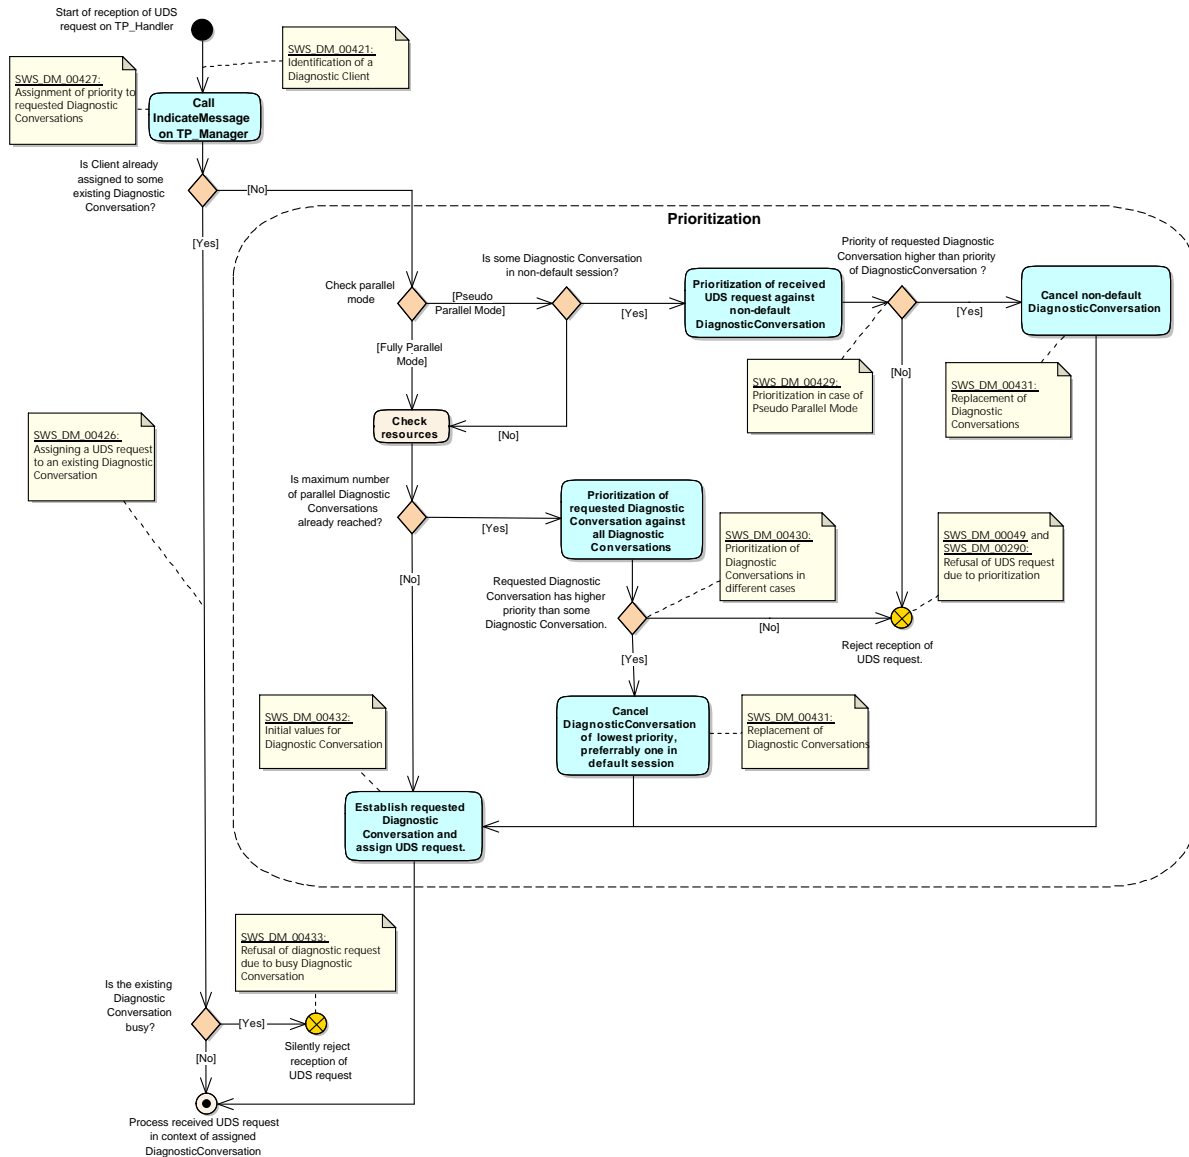 Start of reception of UDS
request on TP_Handler
SWS_DM_00421:
Identification of a
Diagnostic Client
SWS_DM_00427:
Assignment of priority to
requested Diagnostic
Conversations
Call
IndicateMessage
on TP_Manager
Is Client already
assigned to some
existing Diagnostic
Conversation?
[No]
[Yes]
Prioritization
Check parallel
mode
[Pseudo
Parallel Mode]
[Fully Parallel
Mode]
Is some Diagnostic Conversation
in non-default session?
[Yes]
[No]
Prioritization of received
UDS request against
non-default
DiagnosticConversation
Priority of requested Diagnostic
Conversation higher than priority
of DiagnosticConversation ?
[Yes]
[No]
Cancel non-default
DiagnosticConversation
SWS_DM_00429:
Prioritization in case of
Pseudo Parallel Mode
SWS_DM_00431:
Replacement of
Diagnostic
Conversations
SWS_DM_00426:
Assigning a UDS request
to an existing Diagnostic
Conversation
Check
resources
Is maximum number
of parallel Diagnostic
Conversations
already reached?
[Yes]
[No]
Prioritization of
requested Diagnostic
Conversation against
all Diagnostic
Conversations
SWS_DM_00430:
Prioritization of
Diagnostic
Conversations in
different cases
SWS_DM_00049 and
SWS_DM_00290:
Refusal of UDS request
due to prioritization
Requested Diagnostic
Conversation has higher
priority than some
Diagnostic Conversation.
[No]
[Yes]
Reject reception of
UDS request.
Cancel
DiagnosticConversation
of lowest priority,
preferrably one in
default session
SWS_DM_00431:
Replacement of
Diagnostic Conversations
SWS_DM_00432:
Initial values for
Diagnostic Conversation
Establish requested
Diagnostic
Conversation and
assign UDS request.
SWS_DM_00433:
Refusal of diagnostic request
due to busy Diagnostic
Conversation
Is the existing
Diagnostic
Conversation
busy?
[Yes]
[No]
Silently reject
reception of
UDS request
Process received UDS request
in context of assigned
DiagnosticConversation